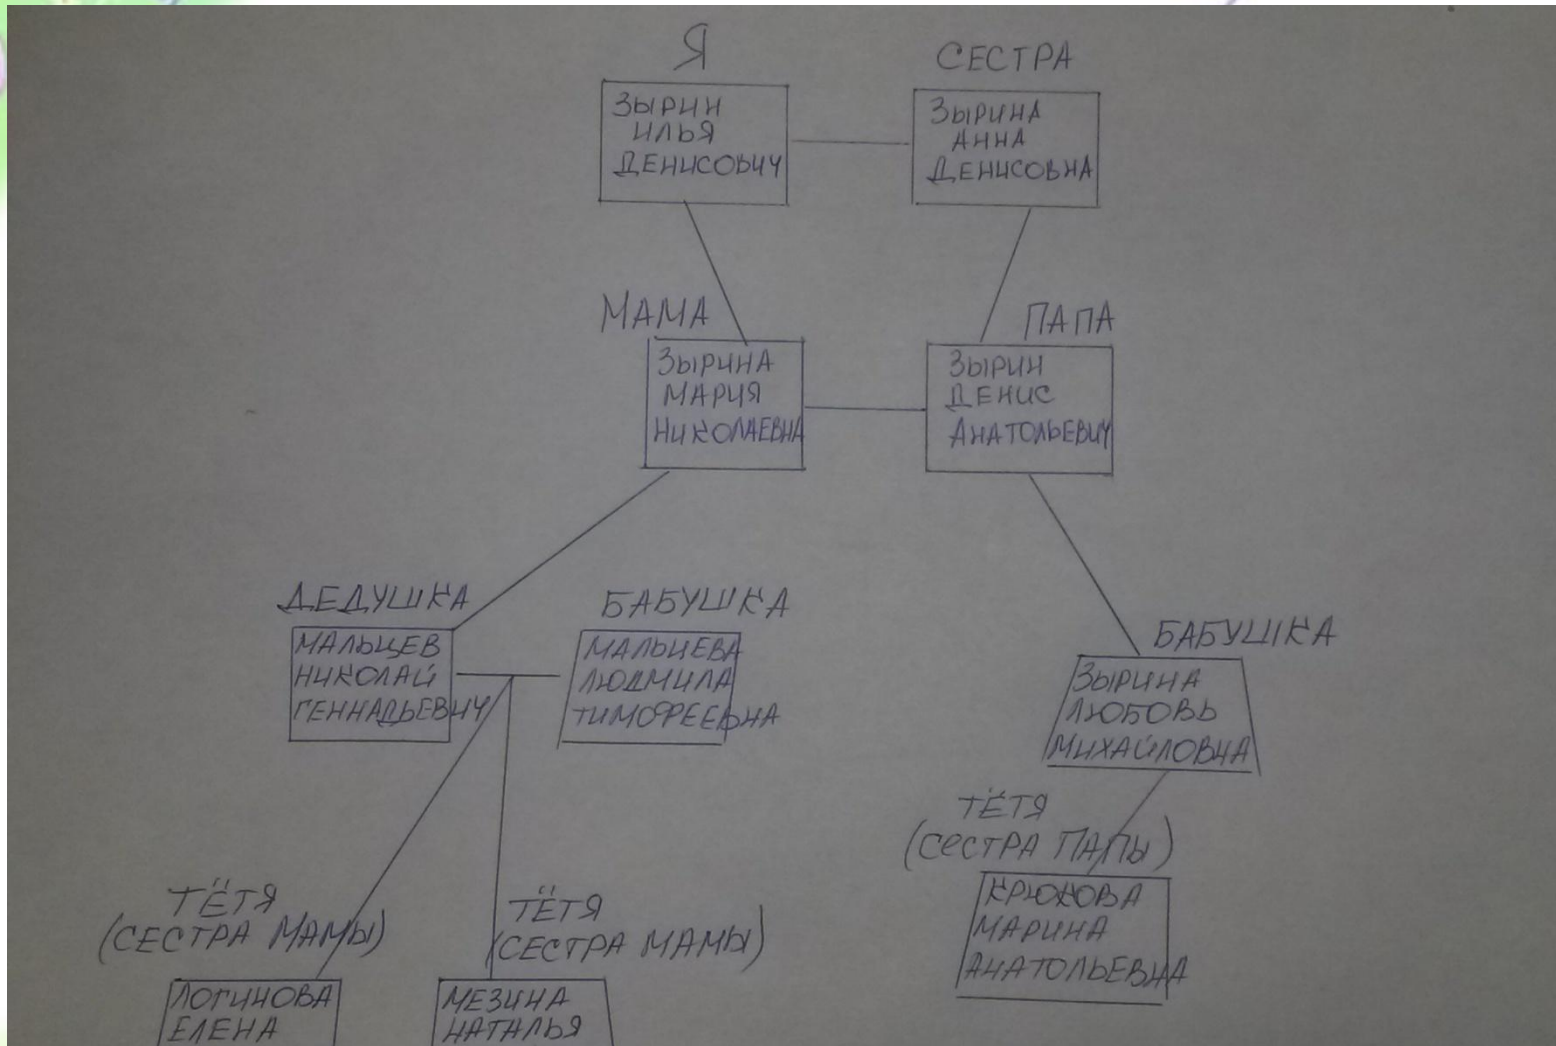 Я
ЗЫРИН
ИЛЬЯ
ДЕНИСОВИЧ
СЕСТРА
ЗЫРИНА
АННА
ДЕНИСОВНА
МАМА
ЗЫРИНА
МАРИЯ
НИКОЛАЕВНА
ПАПА
ЗЫРИН
ДЕНИС
АНАТОЛЬЕВИЧ
ДЕДУШКА
МАЛЬЦЕВ
НИКОЛАЙ
ГЕННАДЬЕВИЧ
БАБУШКА
МАЛЬЦЕВА
ЛЮДМИЛА
ТИМОФЕЕВНА
БАБУШКА
ЗЫРИНА
ЛЮБОВЬ
МИХАЙЛОВНА
ТЁТЯ
(СЕСТРА МАМЫ)
ЛОГИНОВА
ЕЛЕНА
ТЁТЯ
(СЕСТРА МАМЫ)
МЕЗИНА
НАТАЛЬЯ
ТЁТЯ
(СЕСТРА ПАПЫ)
КРЮКОВА
МАРИНА
АНАТОЛЬЕВНА